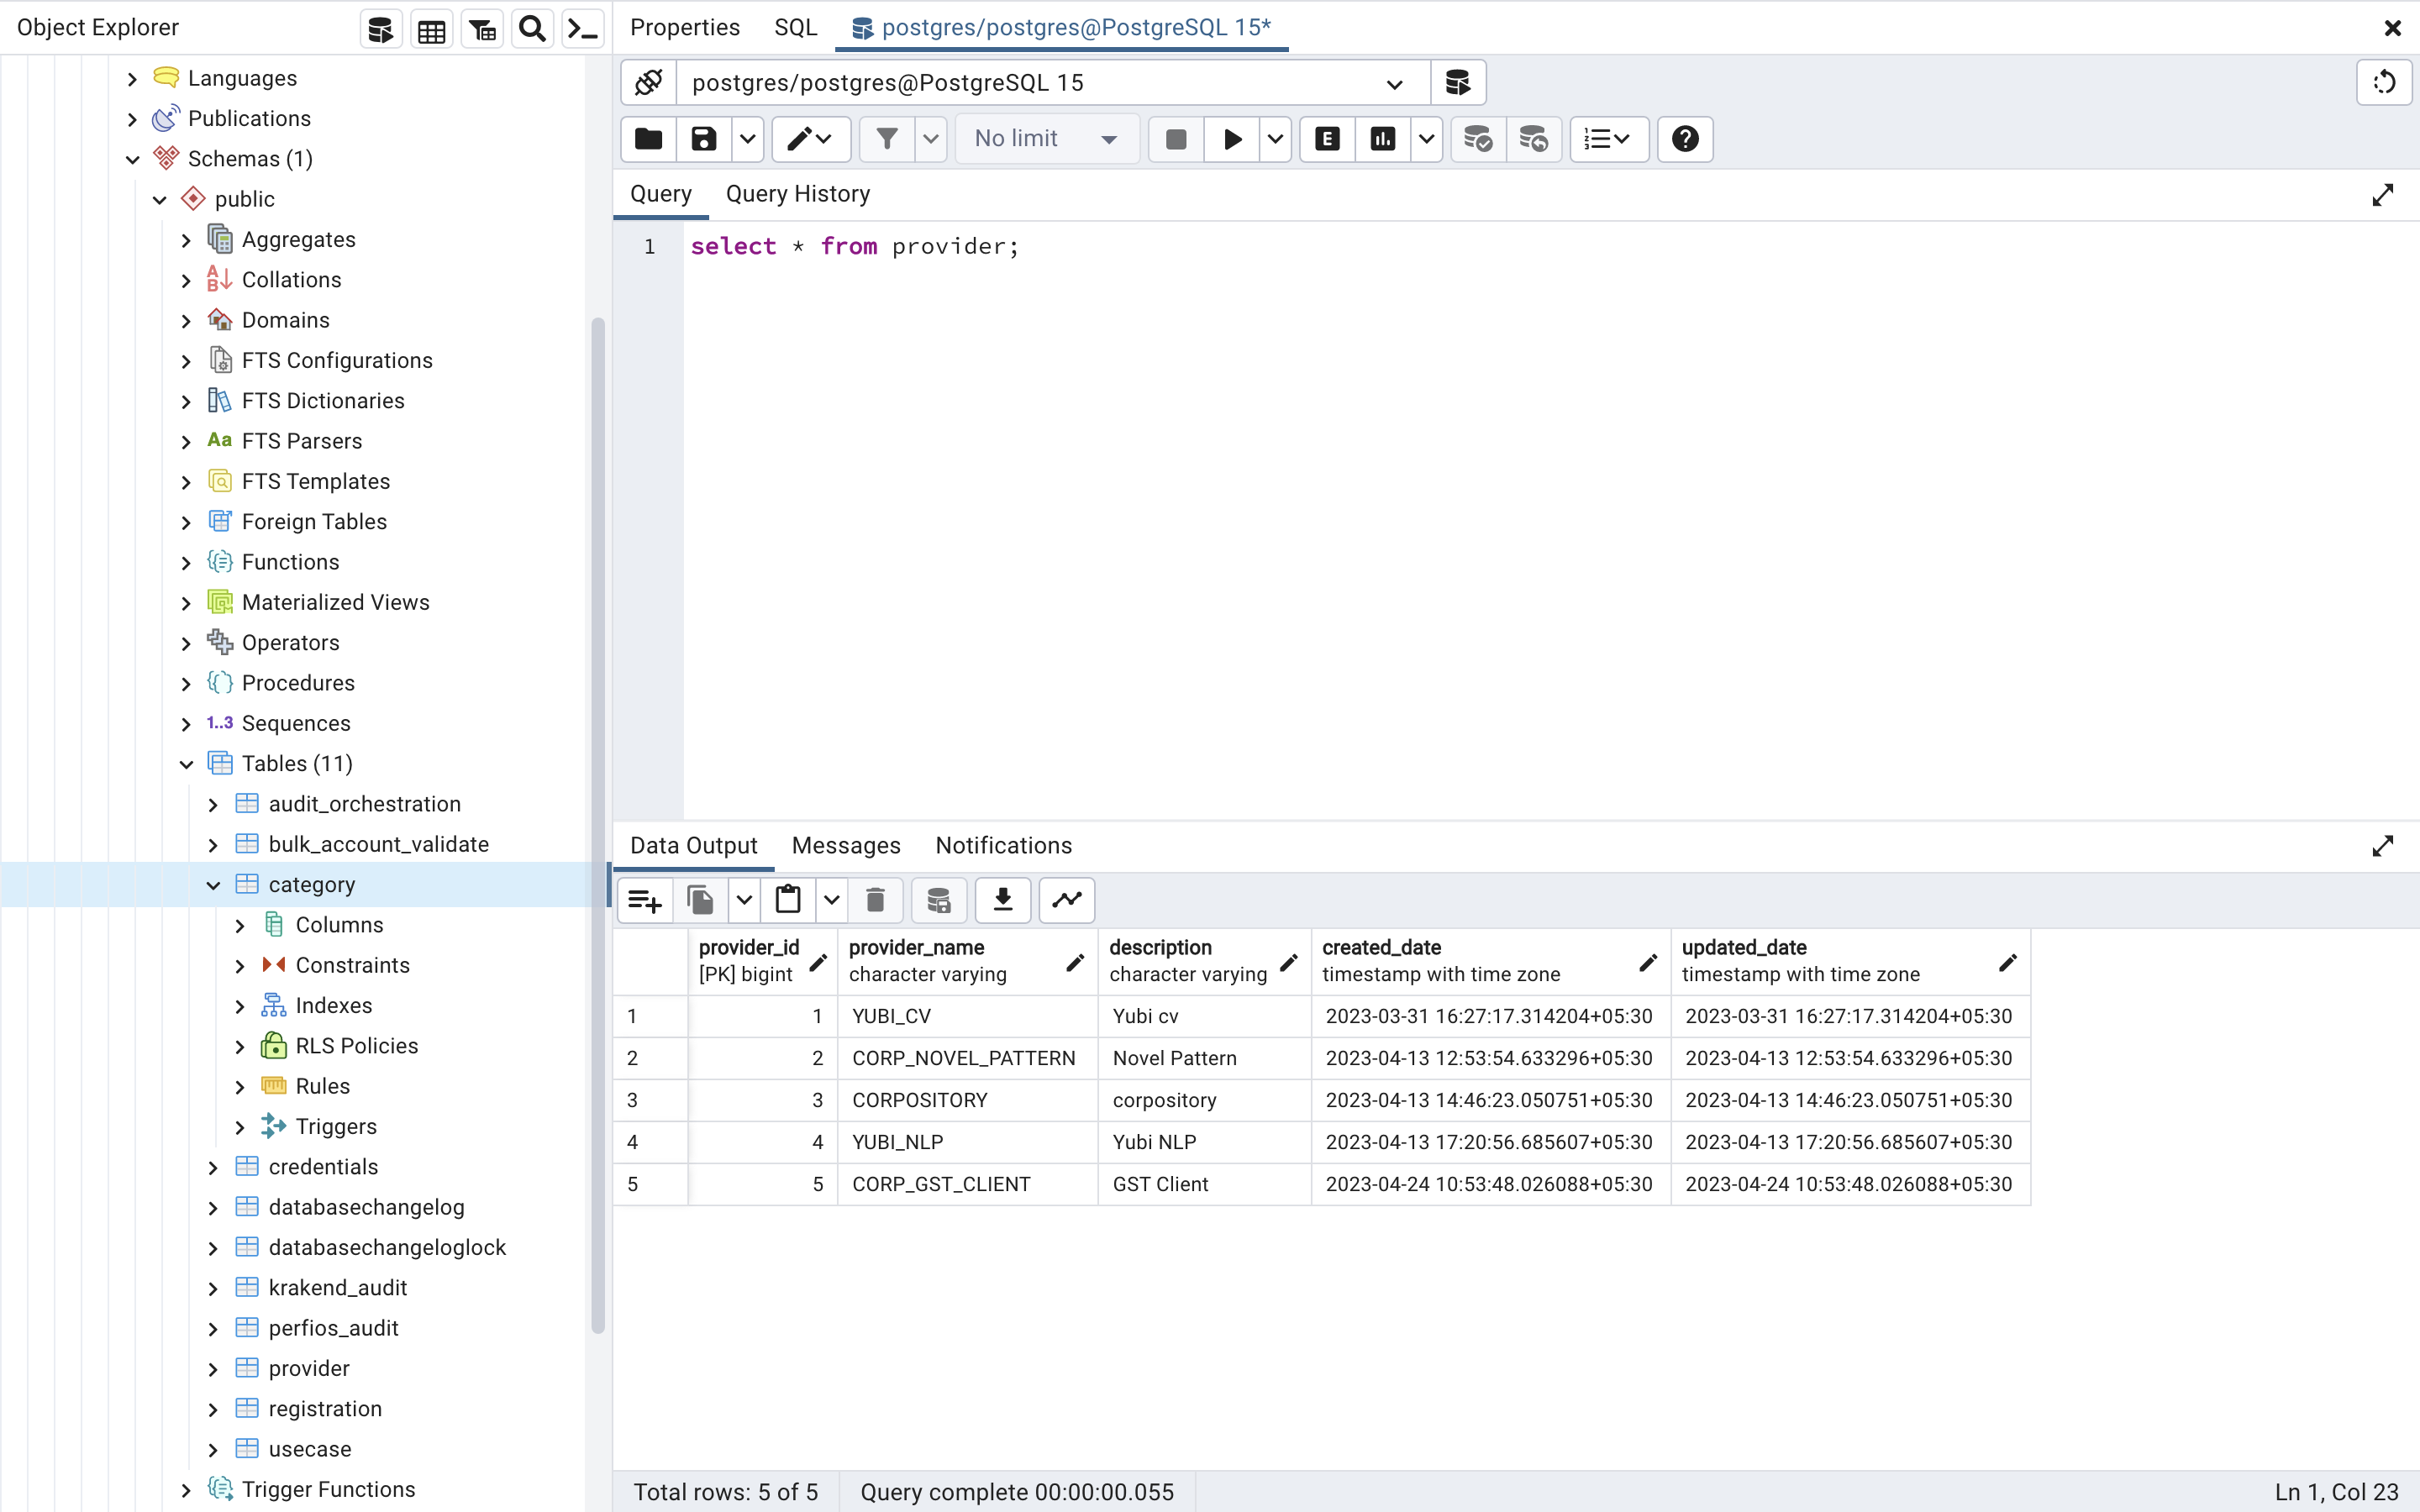 Object Explorer
Languages
Publications
Schemas (1)
public
Aggregates
Collations
Domains
FTS Configurations
FTS Dictionaries
Aa FTS Parsers
FTS Templates
Foreign Tables
Functions
Materialized Views
Operators
Procedures
1..3 Sequences
Tables (11)
audit_orchestration
bulk_account_validate
category
Columns
Constraints
Indexes
RLS Policies
Rules
Triggers
credentials
databasechangelog
databasechangeloglock
krakend_audit
perfios_audit
provider
registration
usecase
Trigger Functions
Properties SQL postgres/postgres@PostgreSQL 15*
postgres/postgres@PostgreSQL 15
No limit E
Query Query History
1 select * from provider;
Data Output Messages Notifications
provider_id provider_name description created_date updated_date
[PK] bigint character varying character varying timestamp with time zone timestamp with time zone
1 1 YUBI_CV Yubi cv 2023-03-31 16:27:17.314204+05:30 2023-03-31 16:27:17.314204+05:30
2 2 CORP_NOVEL_PATTERN Novel Pattern 2023-04-13 12:53:54.633296+05:30 2023-04-13 12:53:54.633296+05:30
3 3 CORPOSITORY corpository 2023-04-13 14:46:23.050751+05:30 2023-04-13 14:46:23.050751+05:30
4 4 YUBI_NLP Yubi NLP 2023-04-13 17:20:56.685607+05:30 2023-04-13 17:20:56.685607+05:30
5 5 CORP_GST_CLIENT GST Client 2023-04-24 10:53:48.026088+05:30 2023-04-24 10:53:48.026088+05:30
Total rows: 5 of 5 Query complete 00:00:00.055 Ln 1, Col 23